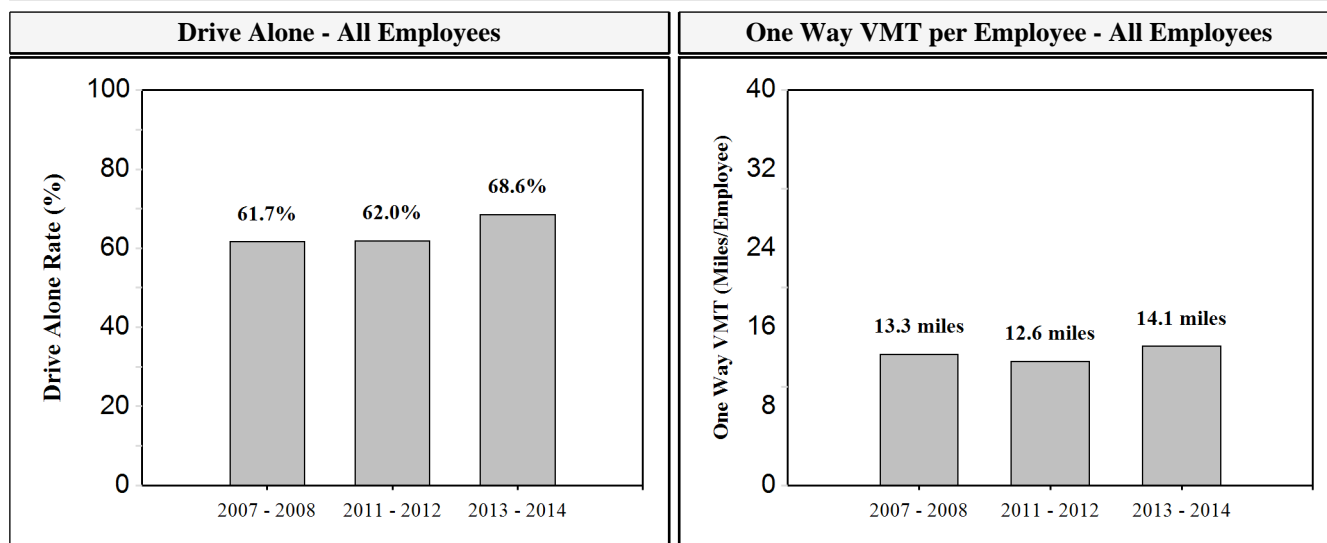 Drive Alone - All Employees
One Way VMT per Employee - All Employees
Drive Alone Rate (%)
100
80
60
40
20
0
61.7%
62.0%
68.6%
2007 - 2008
2011 - 2012
2013 - 2014
One Way VMT (Miles/Employee)
40
32
24
16
8
0
13.3 miles
12.6 miles
14.1 miles
2007 - 2008
2011 - 2012
2013 - 2014